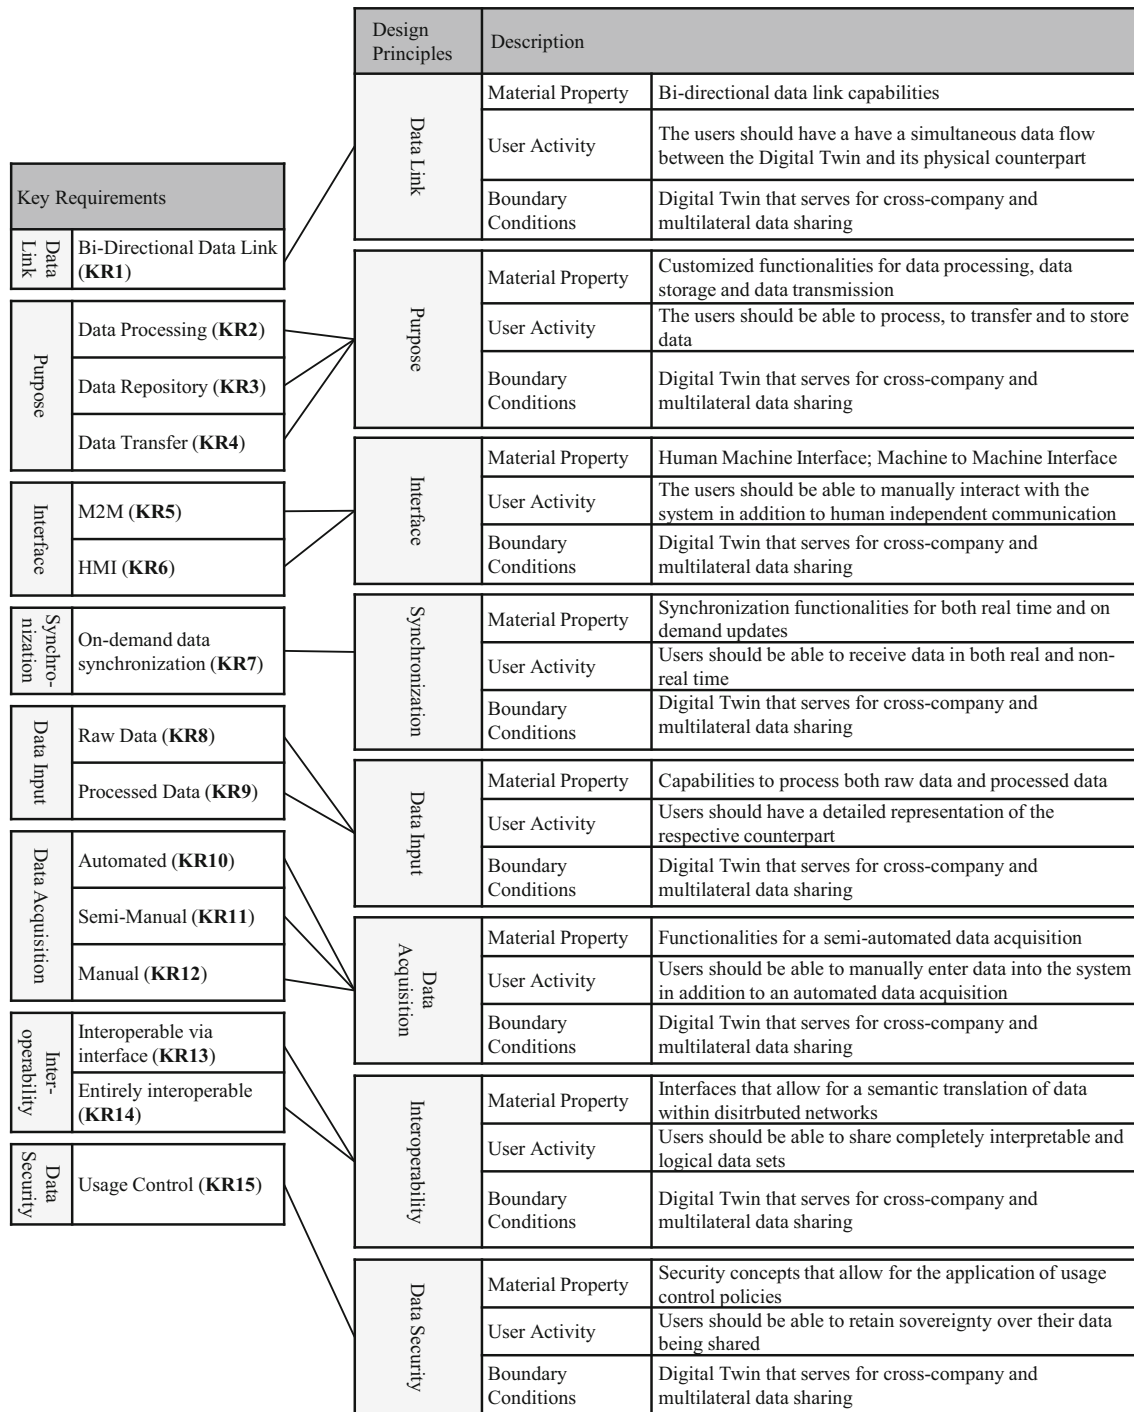 Key Requirements
Data
Link
Bi-Directional Data Link
(KR1)
Purpose
Data Processing (KR2)
Data Repository (KR3)
Data Transfer (KR4)
Interface
M2M (KR5)
HMI (KR6)
Synchro-
nization
On-demand data
synchronization (KR7)
Data Input
Raw Data (KR8)
Processed Data (KR9)
Data Acquisition
Automated (KR10)
Semi-Manual (KR11)
Manual (KR12)
Inter-
operability
Interoperable via
interface (KR13)
Entirely interoperable
(KR14)
Data
Security
Usage Control (KR15)
Design
Principles
Description
Data Link
Material Property
Bi-directional data link capabilities
User Activity
The users should have a have a simultaneous data flow
between the Digital Twin and its physical counterpart
Boundary
Conditions
Digital Twin that serves for cross-company and
multilateral data sharing
Purpose
Material Property
Customized functionalities for data processing, data
storage and data transmission
User Activity
The users should be able to process, to transfer and to store
data
Boundary
Conditions
Digital Twin that serves for cross-company and
multilateral data sharing
Interface
Material Property
Human Machine Interface; Machine to Machine Interface
User Activity
The users should be able to manually interact with the
system in addition to human independent communication
Boundary
Conditions
Digital Twin that serves for cross-company and
multilateral data sharing
Synchronization
Material Property
Synchronization functionalities for both real time and on
demand updates
User Activity
Users should be able to receive data in both real and non-
real time
Boundary
Conditions
Digital Twin that serves for cross-company and
multilateral data sharing
Data Input
Material Property
Capabilities to process both raw data and processed data
User Activity
Users should have a detailed representation of the
respective counterpart
Boundary
Conditions
Digital Twin that serves for cross-company and
multilateral data sharing
Data
Acquisition
Material Property
Functionalities for a semi-automated data acquisition
User Activity
Users should be able to manually enter data into the system
in addition to an automated data acquisition
Boundary
Conditions
Digital Twin that serves for cross-company and
multilateral data sharing
Interoperability
Material Property
Interfaces that allow for a semantic translation of data
within disitrbuted networks
User Activity
Users should be able to share completely interpretable and
logical data sets
Boundary
Conditions
Digital Twin that serves for cross-company and
multilateral data sharing
Data Security
Material Property
Security concepts that allow for the application of usage
control policies
User Activity
Users should be able to retain sovereignty over their data
being shared
Boundary
Conditions
Digital Twin that serves for cross-company and
multilateral data sharing